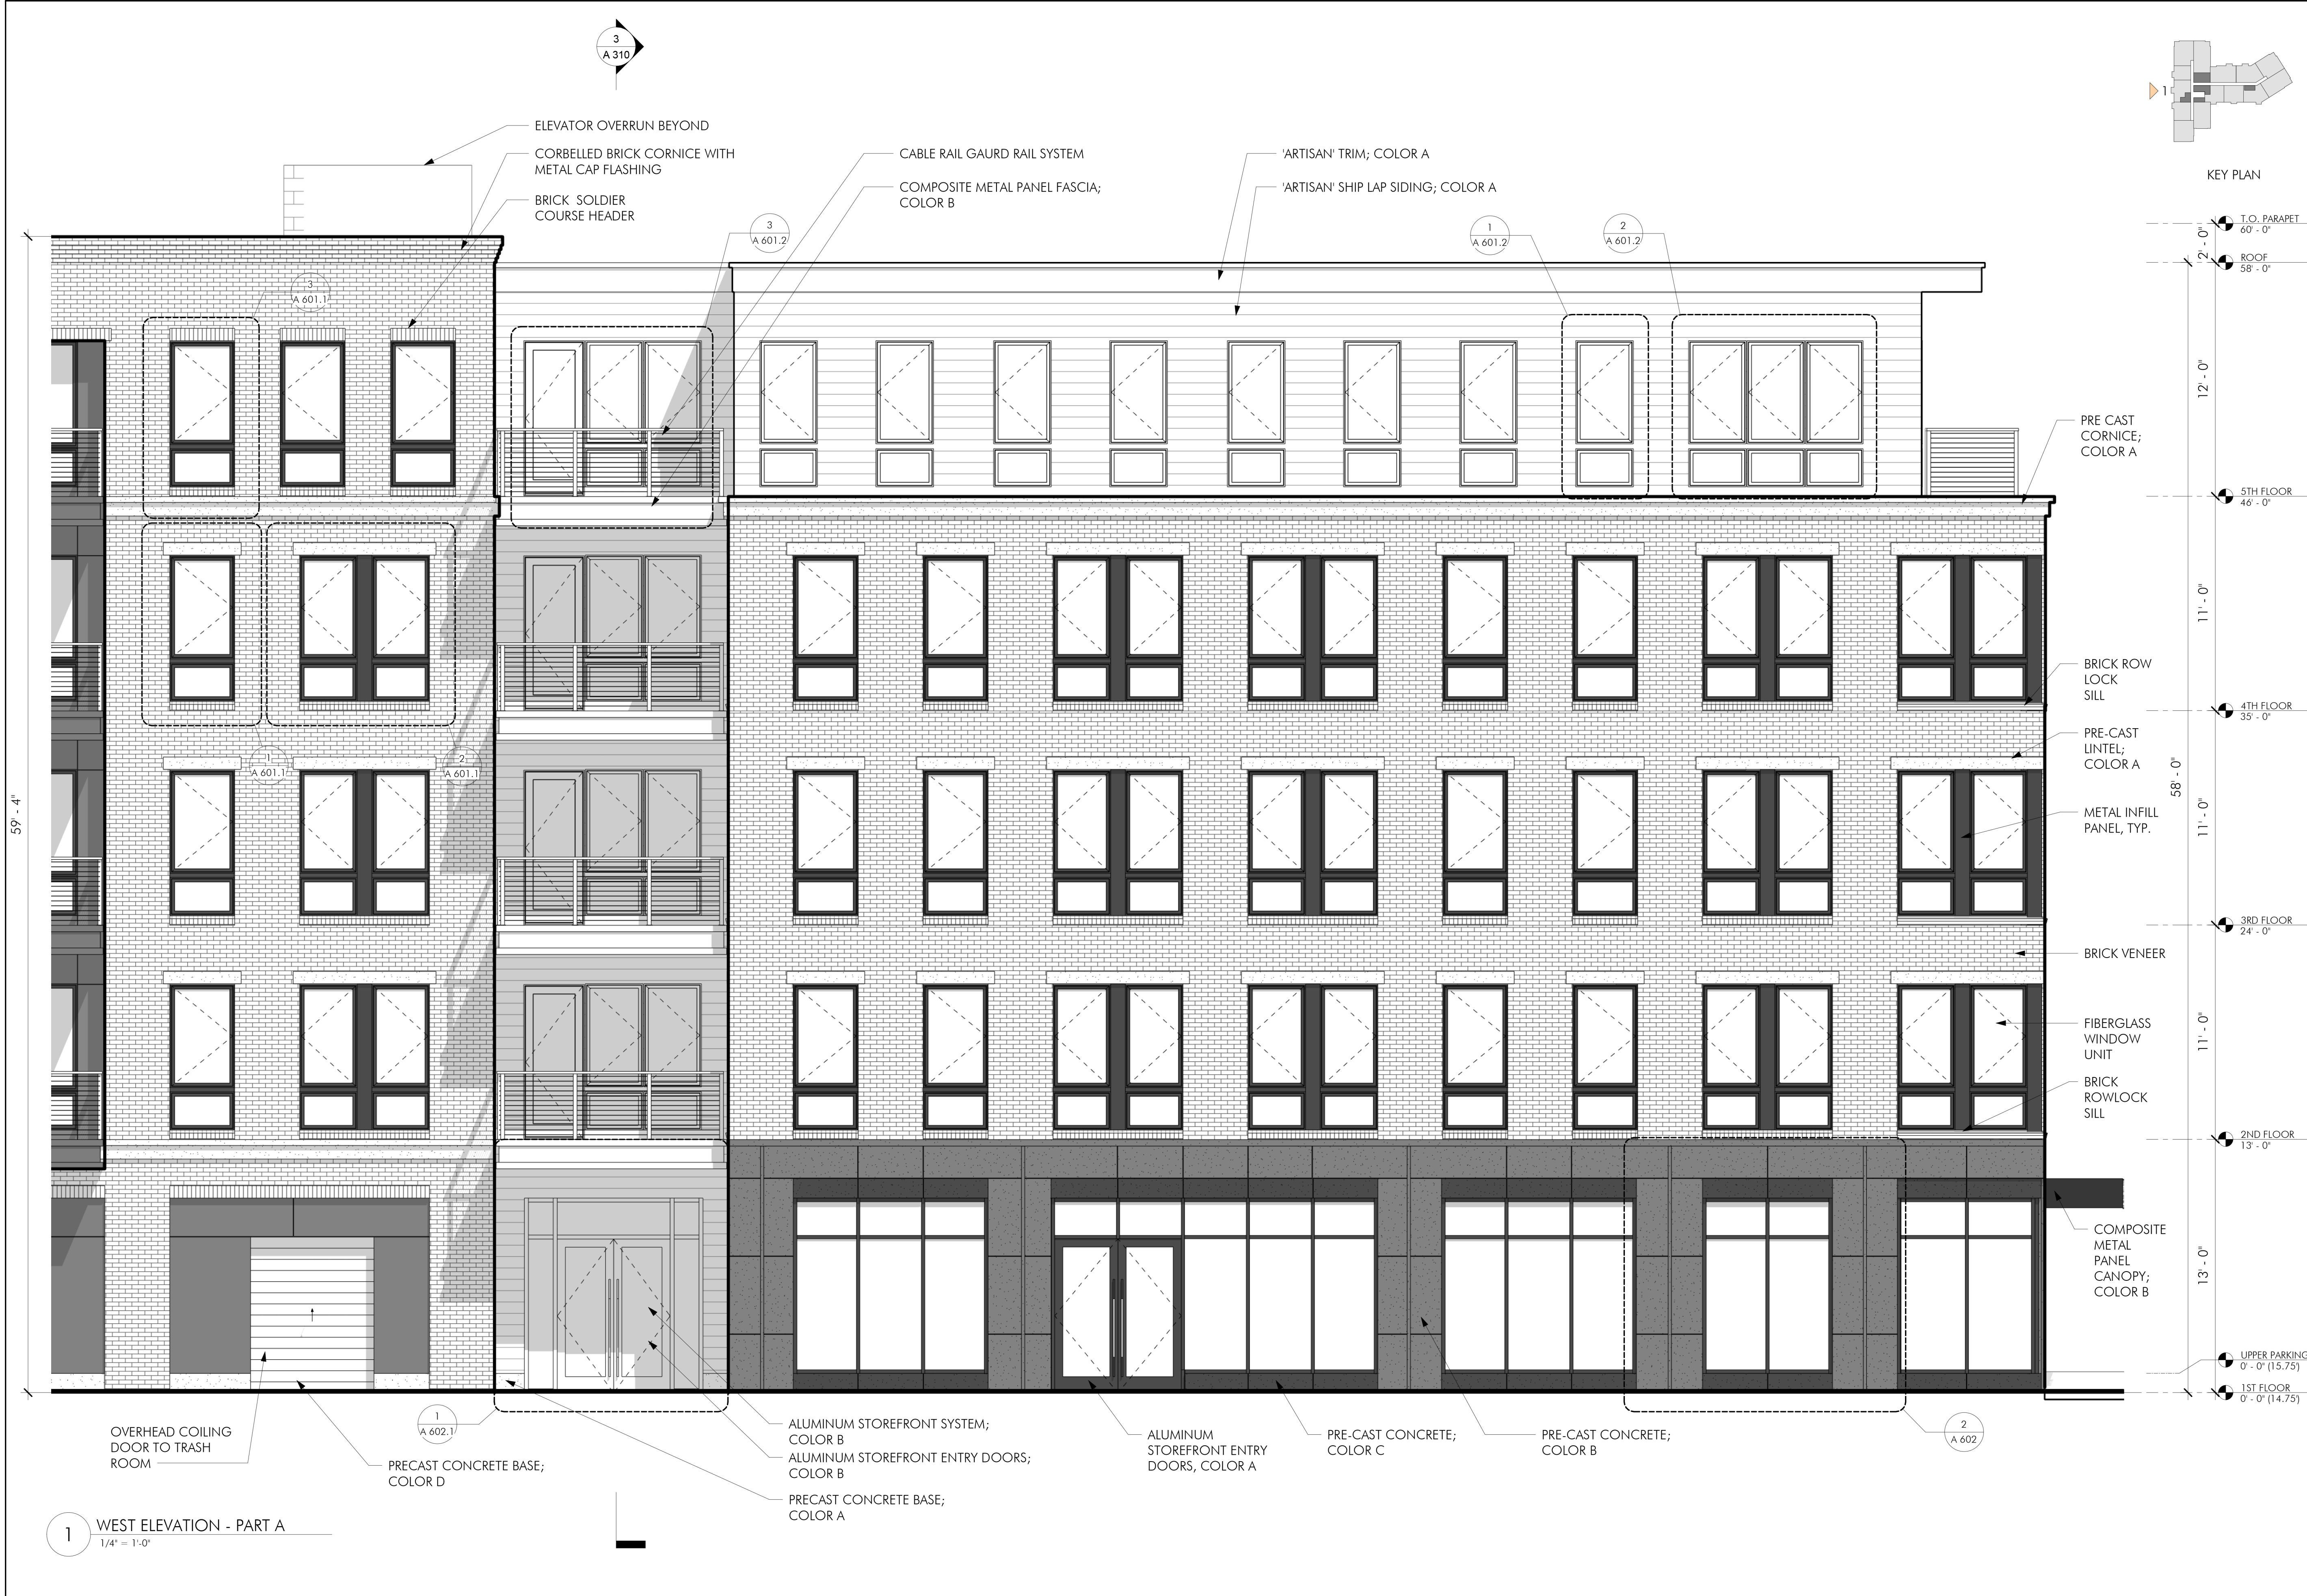 3
A 310
1
KEY PLAN
ELEVATOR OVERRUN BEYOND
CORBELLED BRICK CORNICE WITH
METAL CAP FLASHING
BRICK SOLDIER
COURSE HEADER
CABLE RAIL GAURD RAIL SYSTEM
COMPOSITE METAL PANEL FASCIA;
COLOR B
'ARTISAN' TRIM; COLOR A
'ARTISAN' SHIP LAP SIDING; COLOR A
3
A 601.2
1
A 601.2
2
A 601.2
3
A 601.1
T.O. PARAPET
60' - 0"
2' - 0"
ROOF
58' - 0"
12' - 0"
PRE CAST
CORNICE;
COLOR A
5TH FLOOR
46' - 0"
11' - 0"
BRICK ROW
LOCK
SILL
4TH FLOOR
35' - 0"
PRE-CAST
LINTEL;
COLOR A
1
A 601.1
2
A 601.1
59' - 4"
58' - 0"
11' - 0"
METAL INFILL
PANEL, TYP.
3RD FLOOR
24' - 0"
BRICK VENEER
11' - 0"
FIBERGLASS
WINDOW
UNIT
BRICK
ROWLOCK
SILL
2ND FLOOR
13' - 0"
13' - 0"
COMPOSITE
METAL
PANEL
CANOPY;
COLOR B
UPPER PARKING
0' - 0" (15.75')
1ST FLOOR
0' - 0" (14.75')
OVERHEAD COILING
DOOR TO TRASH
ROOM
PRECAST CONCRETE BASE;
COLOR D
1
A 602.1
ALUMINUM STOREFRONT SYSTEM;
COLOR B
ALUMINUM STOREFRONT ENTRY DOORS;
COLOR B
PRECAST CONCRETE BASE;
COLOR A
ALUMINUM
STOREFRONT ENTRY
DOORS, COLOR A
PRE-CAST CONCRETE;
COLOR C
PRE-CAST CONCRETE;
COLOR B
2
A 602
1
WEST ELEVATION - PART A
1/4" = 1'-0"